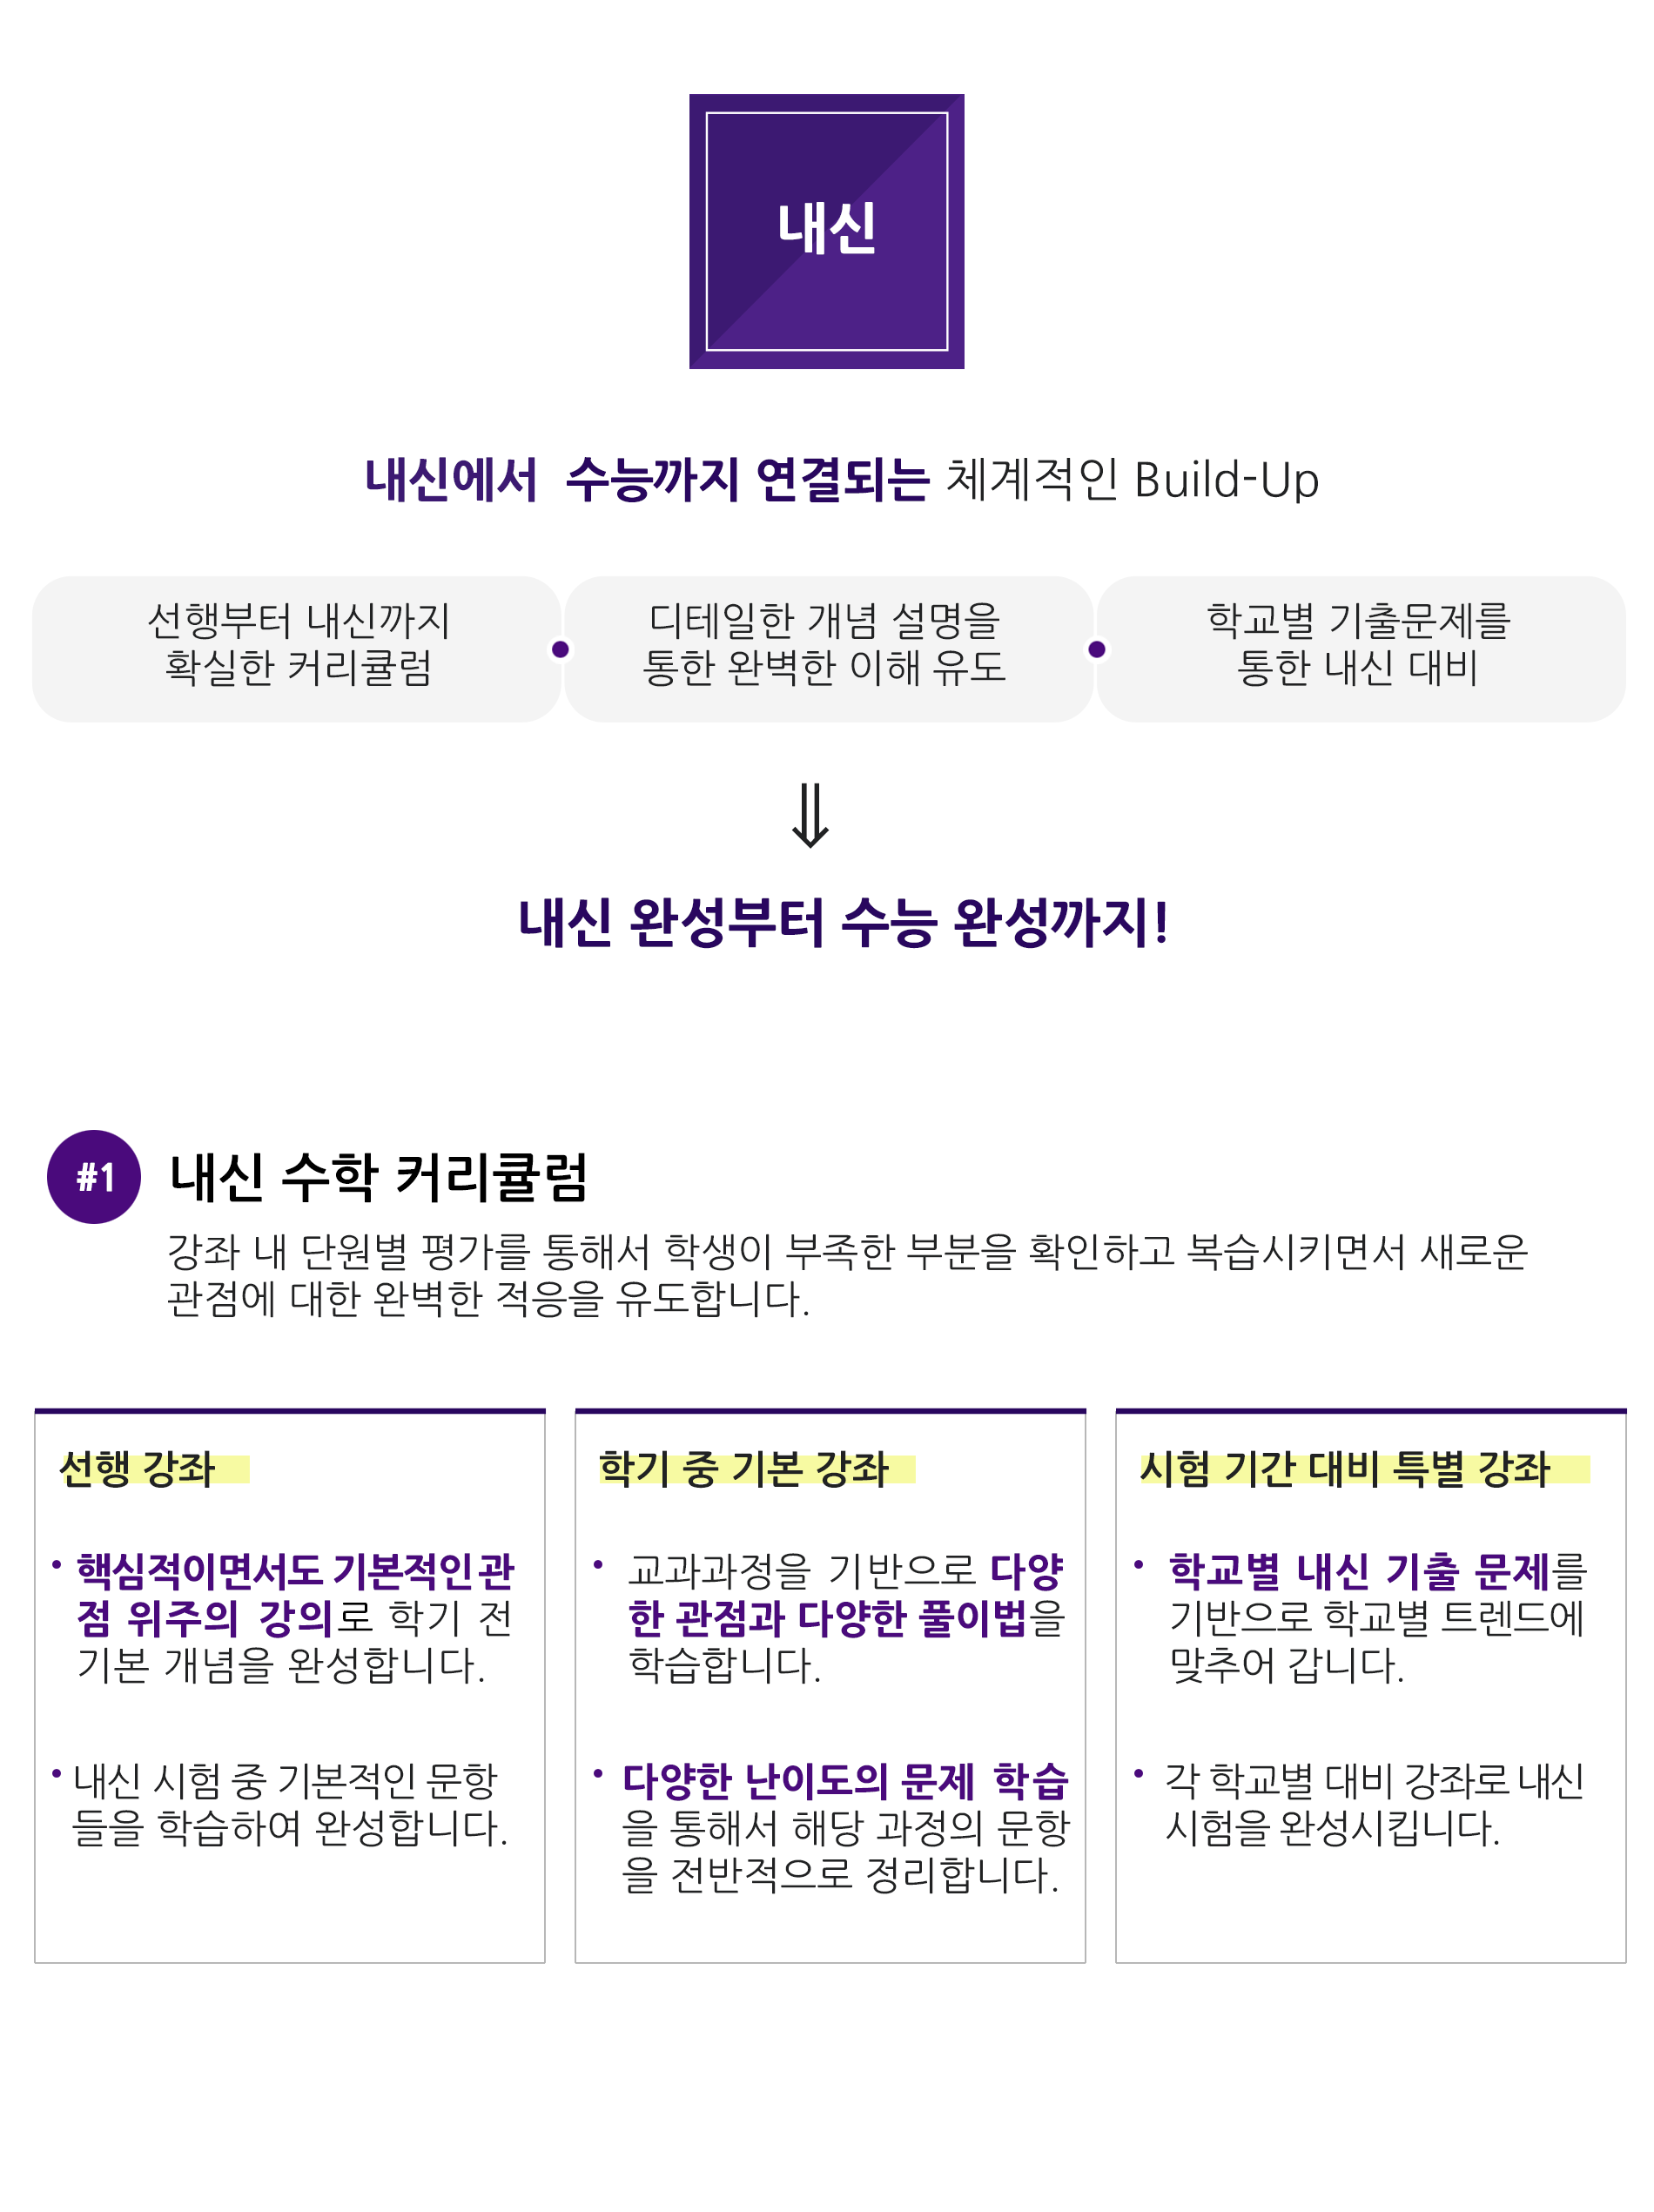 내신
내신에서 수능까지 연결되는 체계적인 Build-Up
선행부터 내신까지
확실한 커리큘럼
디테일한 개념 설명을
통한 완벽한 이해 유도
학교별 기출문제를
통한 내신 대비
⇓
내신 완성부터 수능 완성까지!
#1
내신 수학 커리큘럼
강좌 내 단원별 평가를 통해서 학생이 부족한 부분을 확인하고 복습시키면서 새로운
관점에 대한 완벽한 적응을 유도합니다.
선행 강좌
• 핵심적이면서도 기본적인 관
점 위주의 강의로 학기 전
기본 개념을 완성합니다.
• 내신 시험 중 기본적인 문항
들을 학습하여 완성합니다.
학기 중 기본 강좌
• 교과과정을 기반으로 다양
한 관점과 다양한 풀이법을
학습합니다.
• 다양한 난이도의 문제 학습
을 통해서 해당 과정의 문항
을 전반적으로 정리합니다.
시험 기간 대비 특별 강좌
• 학교별 내신 기출 문제를
기반으로 학교별 트렌드에
맞추어 갑니다.
• 각 학교별 대비 강좌로 내신
시험을 완성시킵니다.